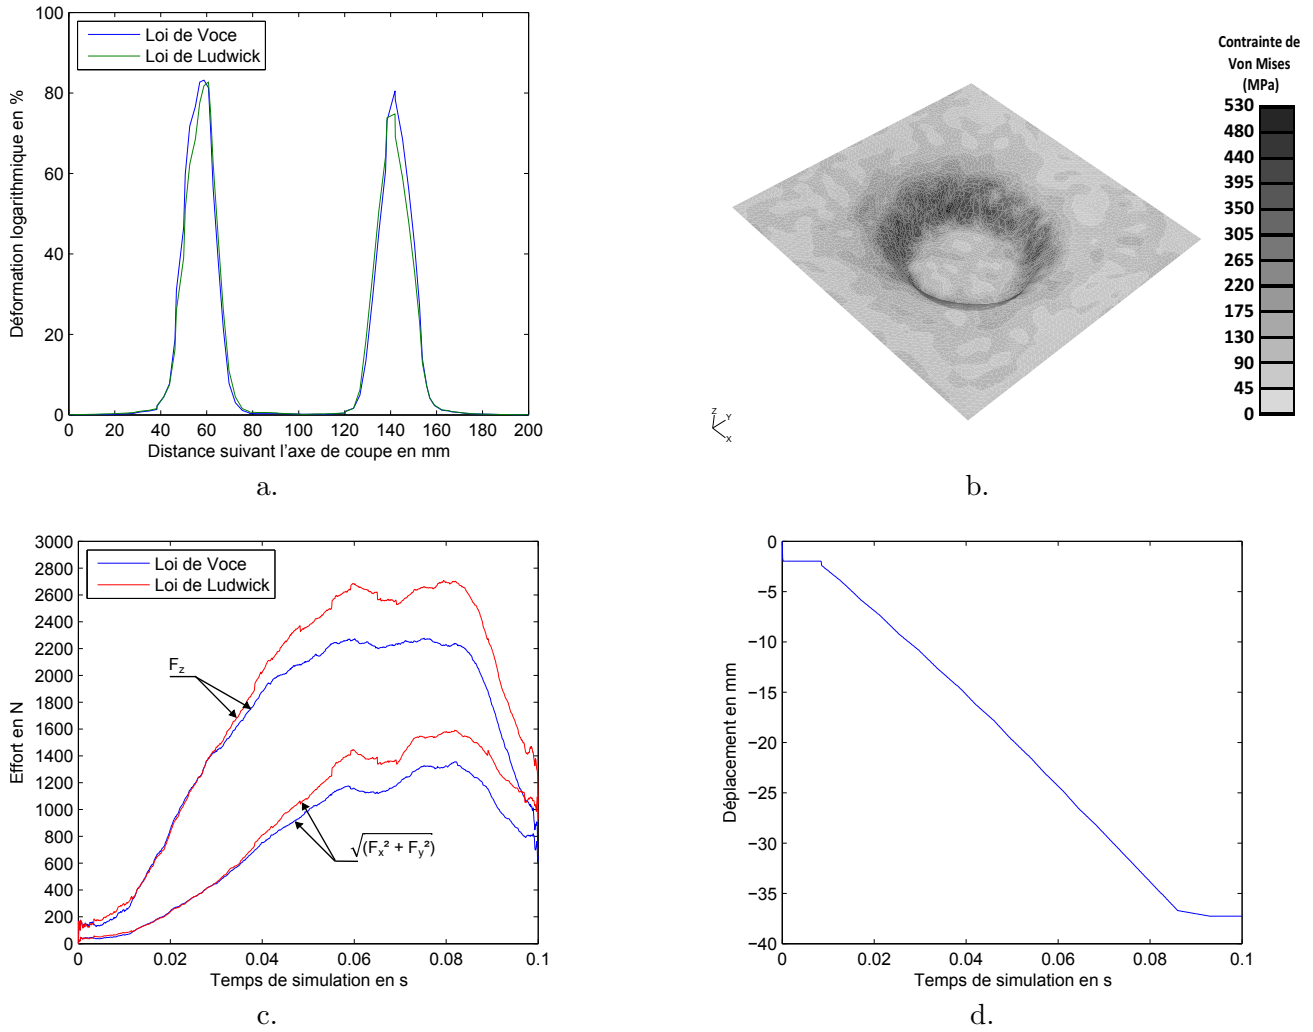 100
80
60
40
20
0
Déformation logarithmique en %
Loi de Voce
Loi de Ludwick
0 20 40 60 80 100 120 140 160 180 200
Distance suivant l'axe de coupe en mm
a.
Contrainte de
Von Mises
(MPa)
530
480
440
395
350
305
265
220
175
130
90
45
0
Z
Y
X
b.
3000
2800
2600
2400
2200
2000
1800
1600
1400
1200
1000
800
600
400
200
0
Effort en N
Loi de Voce
Loi de Ludwick
Fz
√(Fx² + Fy²)
0 0.02 0.04 0.06 0.08 0.1
Temps de simulation en s
c.
0
−5
−10
−15
−20
−25
−30
−35
−40
Déplacement en mm
0 0.02 0.04 0.06 0.08 0.1
Temps de simulation en s
d.